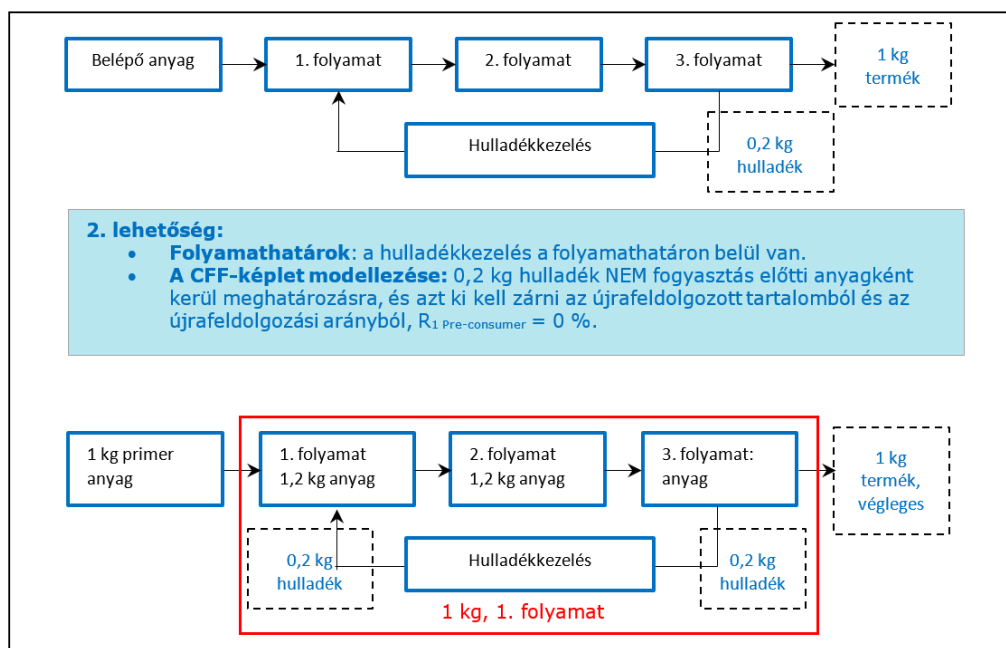 Belépő anyag
1. folyamat
2. folyamat
3. folyamat
1 kg
termék
Hulladékkezelés
0,2 kg
hulladék
2. lehetőség:
• Folyamathatárok: a hulladékkezelés a folyamathatáron belül van.
• A CFF-képlet modellezése: 0,2 kg hulladék NEM fogyasztás előtti anyagként
kerül meghatározásra, és azt ki kell zárni az újrafeldolgozott tartalomból és az
újrafeldolgozási arányból, R1 Pre-consumer = 0 %.
1 kg primer
anyag
1. folyamat
1,2 kg anyag
2. folyamat
1,2 kg anyag
3. folyamat:
anyag
1 kg
termék,
végleges
0,2 kg
hulladék
Hulladékkezelés
0,2 kg
hulladék
1 kg, 1. folyamat